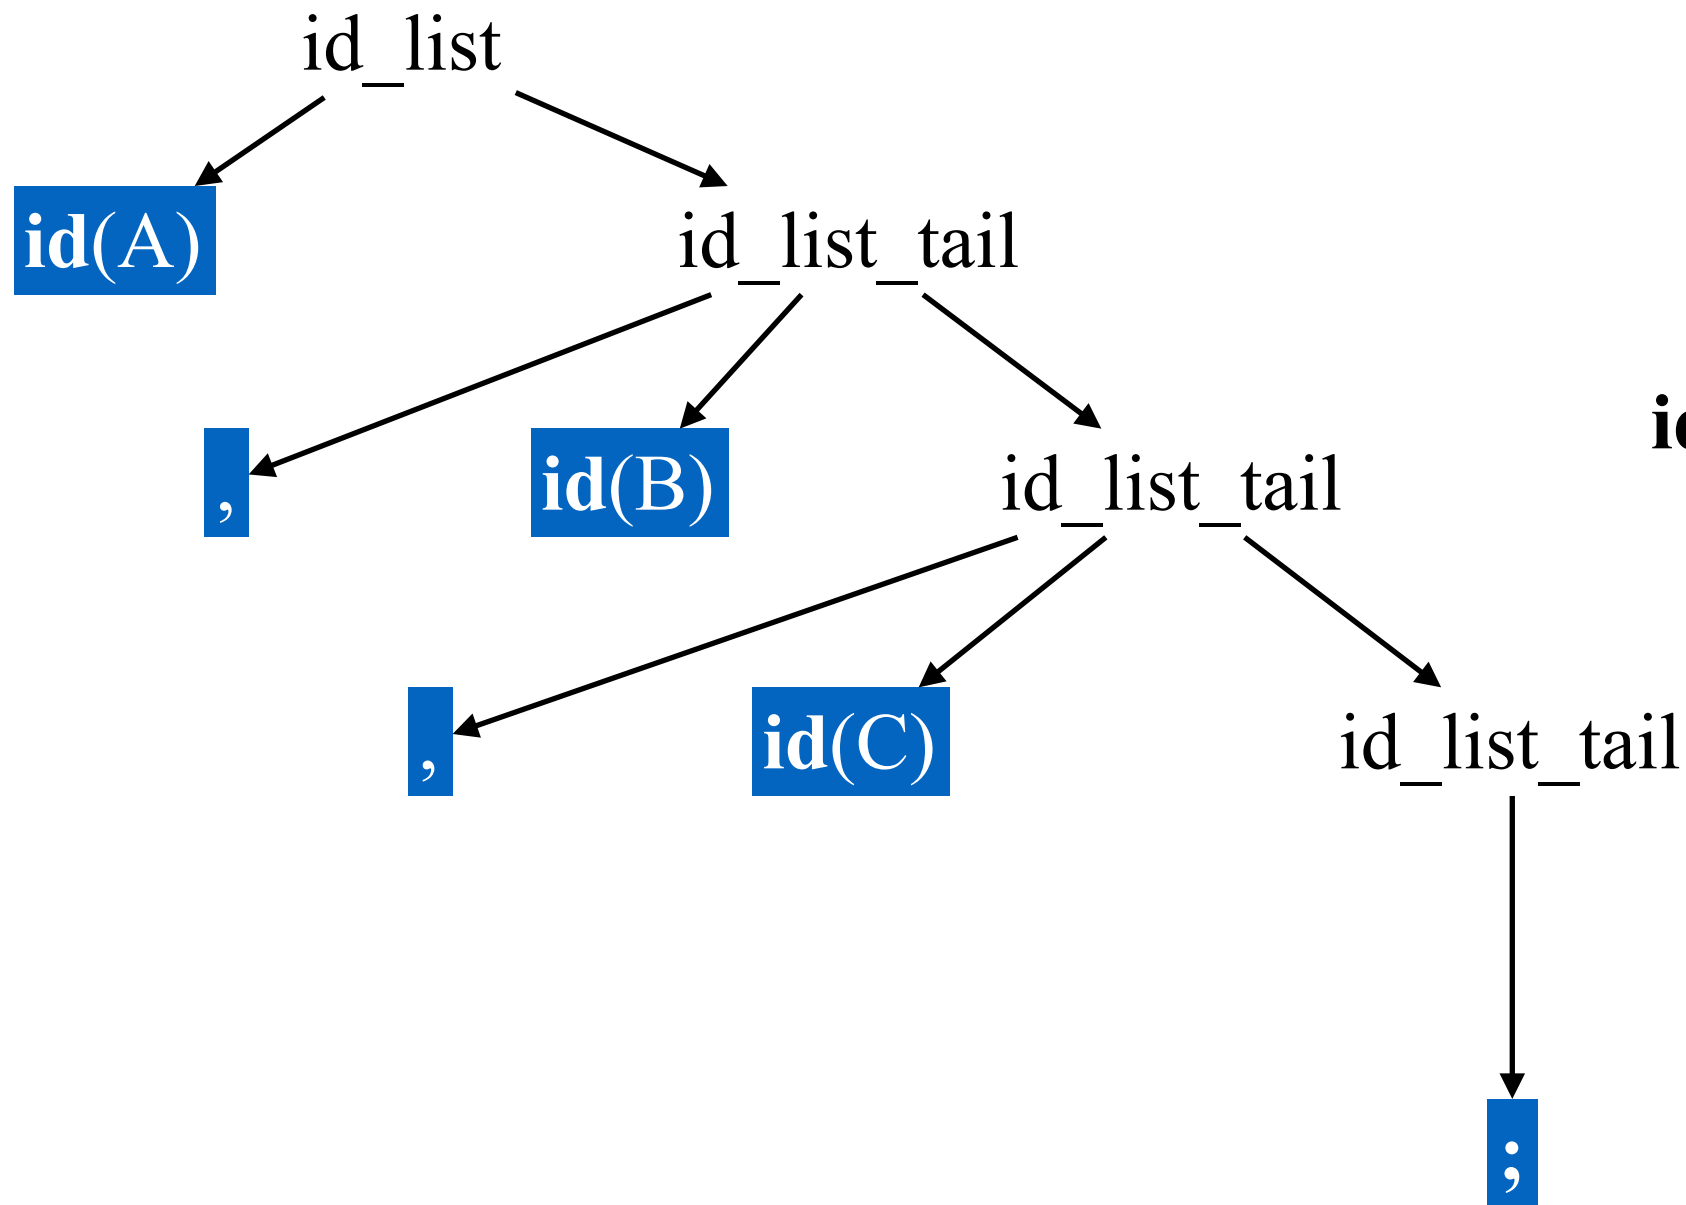 id_list
id(A)
id_list_tail
,
id(B)
id_list_tail
,
id(C)
id_list_tail
;